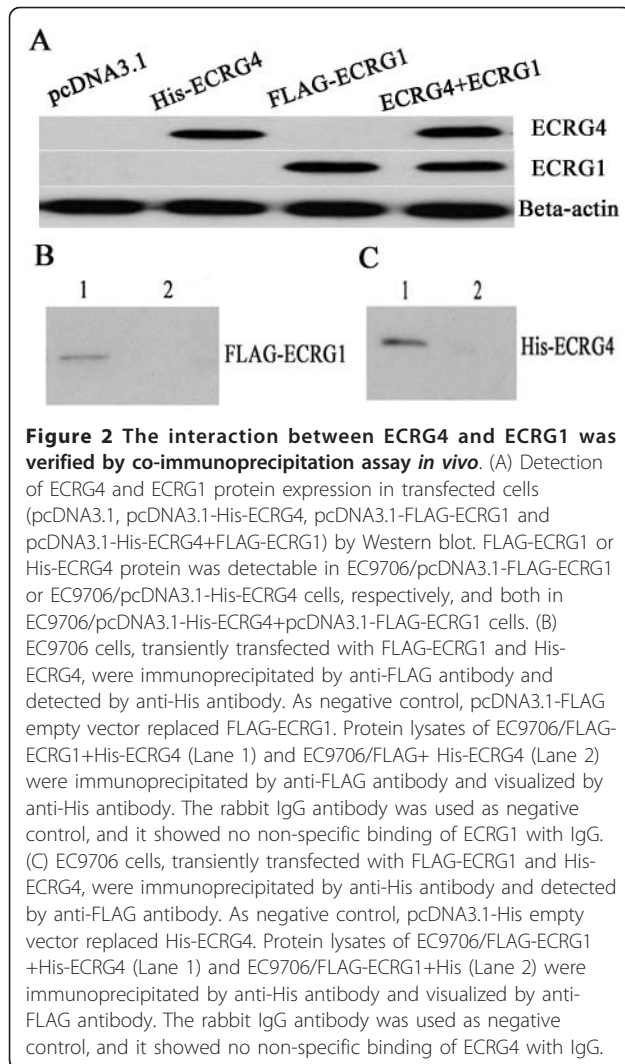 A
pcDNA3.1 His-ECRG4 FLAG-ECRG1 ECRG4+ECRG1
ECRG4
ECRG1
Beta-actin
B C
1 2 1 2
FLAG-ECRG1 His-ECRG4
Figure 2 The interaction between ECRG4 and ECRG1 was
verified by co-immunoprecipitation assay in vivo. (A) Detection
of ECRG4 and ECRG1 protein expression in transfected cells
(pcDNA3.1, pcDNA3.1-His-ECRG4, pcDNA3.1-FLAG-ECRG1 and
pcDNA3.1-His-ECRG4+FLAG-ECRG1) by Western blot. FLAG-ECRG1 or
His-ECRG4 protein was detectable in EC9706/pcDNA3.1-FLAG-ECRG1
or EC9706/pcDNA3.1-His-ECRG4 cells, respectively, and both in
EC9706/pcDNA3.1-His-ECRG4+pcDNA3.1-FLAG-ECRG1 cells. (B)
EC9706 cells, transiently transfected with FLAG-ECRG1 and His-
ECRG4, were immunoprecipitated by anti-FLAG antibody and
detected by anti-His antibody. As negative control, pcDNA3.1-FLAG
empty vector replaced FLAG-ECRG1. Protein lysates of EC9706/FLAG-
ECRG1+His-ECRG4 (Lane 1) and EC9706/FLAG+ His-ECRG4 (Lane 2)
were immunoprecipitated by anti-FLAG antibody and visualized by
anti-His antibody. The rabbit IgG antibody was used as negative
control, and it showed no non-specific binding of ECRG1 with IgG.
(C) EC9706 cells, transiently transfected with FLAG-ECRG1 and His-
ECRG4, were immunoprecipitated by anti-His antibody and detected
by anti-FLAG antibody. As negative control, pcDNA3.1-His empty
vector replaced His-ECRG4. Protein lysates of EC9706/FLAG-ECRG1
+His-ECRG4 (Lane 1) and EC9706/FLAG-ECRG1+His (Lane 2) were
immunoprecipitated by anti-His antibody and visualized by anti-
FLAG antibody. The rabbit IgG antibody was used as negative
control, and it showed no non-specific binding of ECRG4 with IgG.